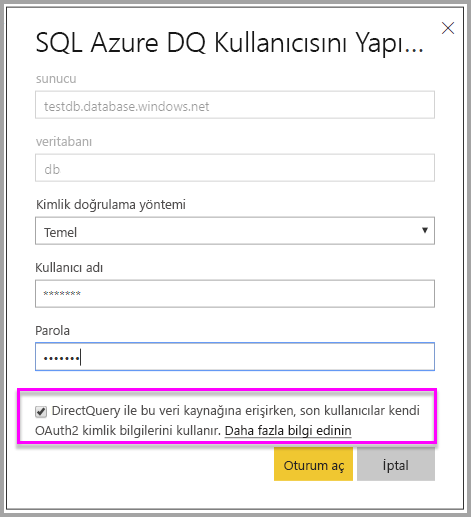 SQL Azure DQ Kullanıcısını Yapı...
sunucu
testdb.database.windows.net
veritabanı
db
Kimlik doğrulama yöntemi
Temel
Kullanıcı adı
*******
Parola
•••••••
DirectQuery ile bu veri kaynağına erişirken, son kullanıcılar kendi
OAuth2 kimlik bilgilerini kullanır. Daha fazla bilgi edinin
Oturum aç
İptal